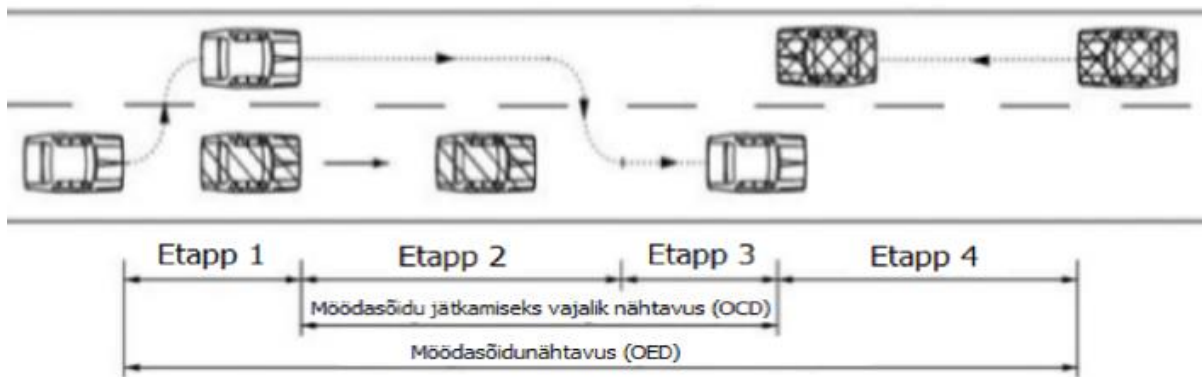 Etapp 1
Etapp 2
Etapp 3
Etapp 4
Möödasõidu jätkamiseks vajalik nähtavus (OCD)
Möödasõidunähtavus (OED)